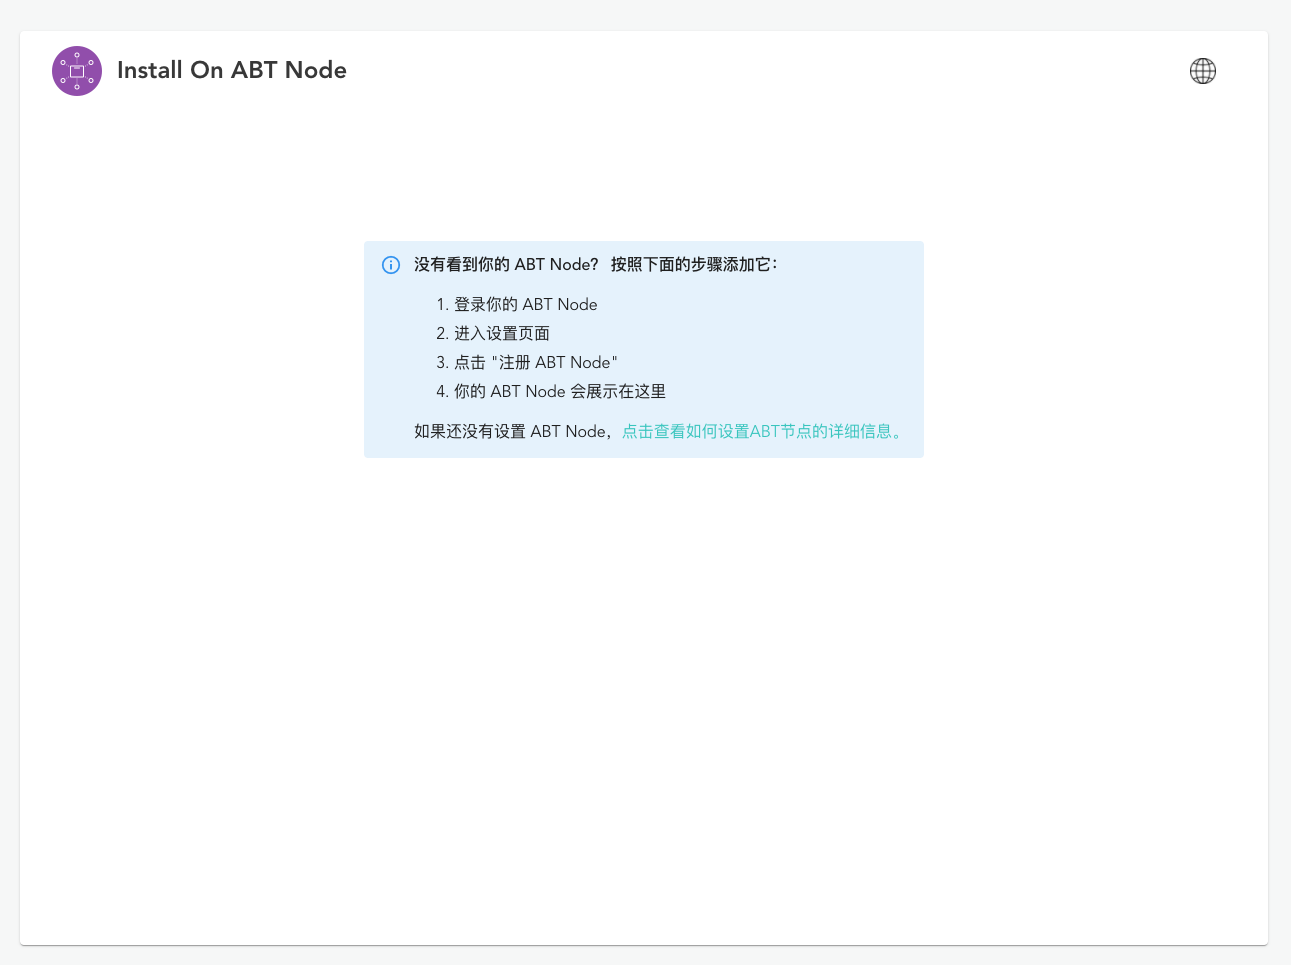 Install On ABT Node
没有看到你的 ABT Node? 按照下面的步骤添加它：
1. 登录你的 ABT Node
2. 进入设置页面
3. 点击 "注册 ABT Node"
4. 你的 ABT Node 会展示在这里
如果还没有设置 ABT Node，点击查看如何设置ABT节点的详细信息。